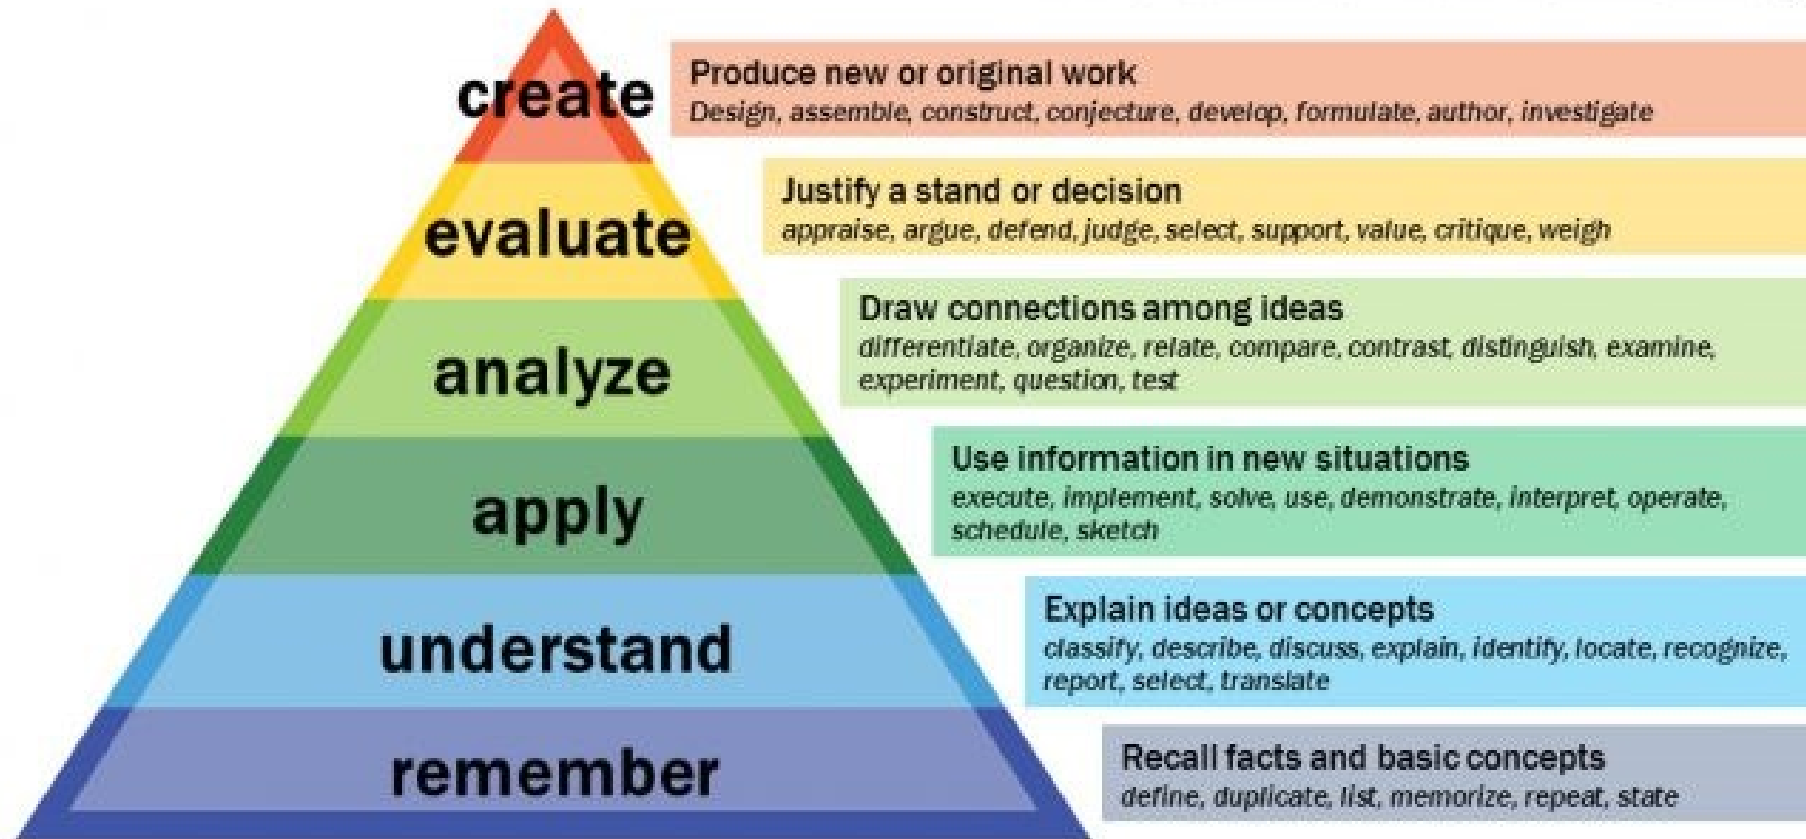 create
Produce new or original work
Design, assemble, construct, conjecture, develop, formulate, author, investigate
evaluate
Justify a stand or decision
appraise, argue, defend, judge, select, support, value, critique, weigh
analyze
Draw connections among ideas
differentiate, organize, relate, compare, contrast, distinguish, examine,
experiment, question, test
apply
Use information in new situations
execute, implement, solve, use, demonstrate, interpret, operate,
schedule, sketch
understand
Explain ideas or concepts
classify, describe, discuss, explain, identify, locate, recognize,
report, select, translate
remember
Recall facts and basic concepts
define, duplicate, list, memorize, repeat, state